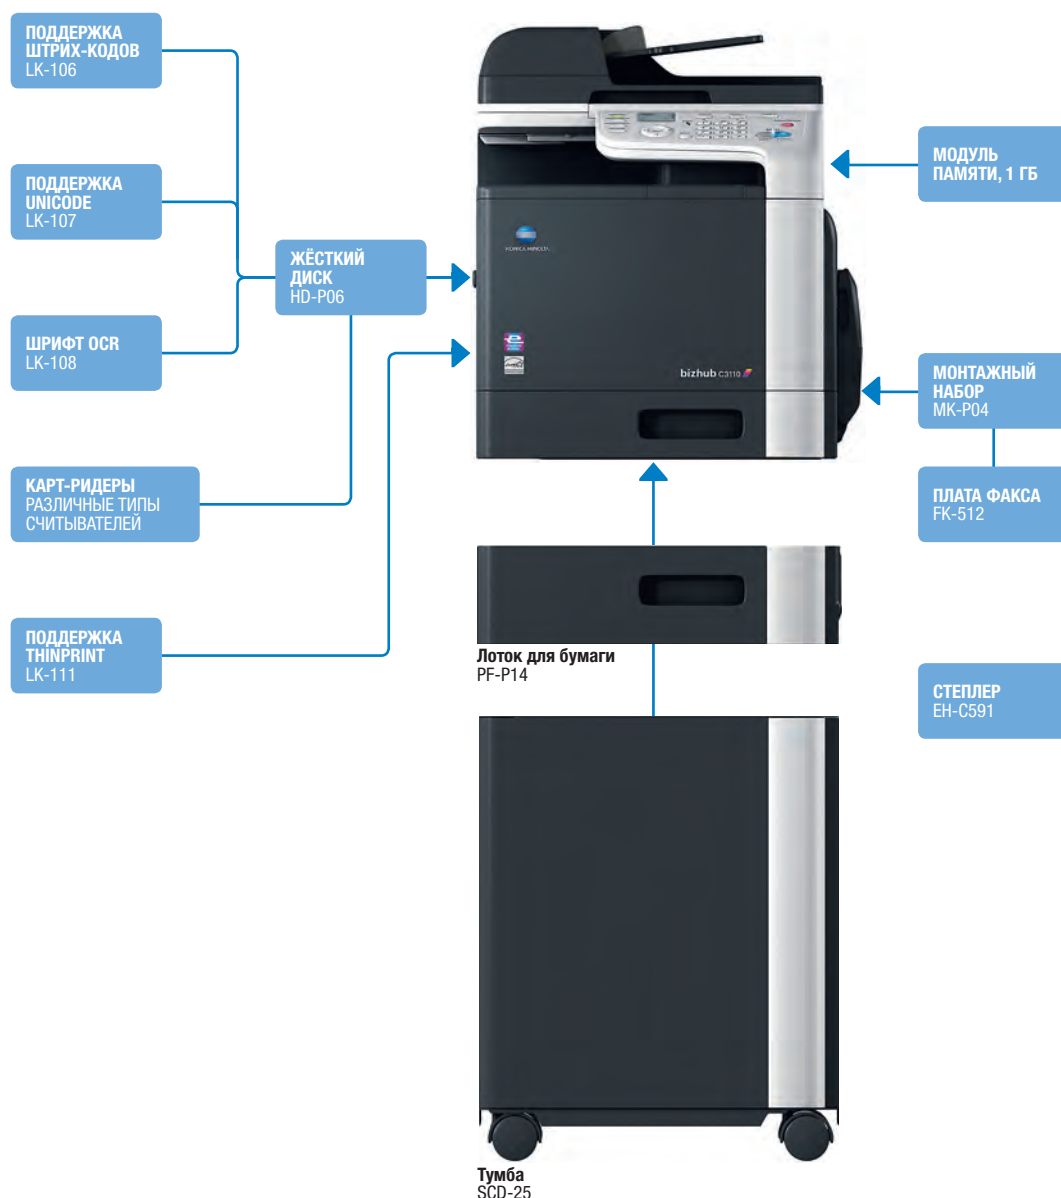 ПОДДЕРЖКА
ШТРИХ-КОДОВ
LK-106
ПОДДЕРЖКА
UNICODE
LK-107
ШРИФТ OCR
LK-108
КАРТ-РИДЕРЫ
РАЗЛИЧНЫЕ ТИПЫ
СЧИТЫВАТЕЛЕЙ
ПОДДЕРЖКА
THINPRINT
LK-111
ЖЁСТКИЙ
ДИСК
HD-P06
KONICA MINOLTA
bizhub C3110
Лоток для бумаги
PF-P14
Тумба
SCD-25
МОДУЛЬ
ПАМЯТИ, 1 ГБ
МОНТАЖНЫЙ
НАБОР
MK-P04
ПЛАТА ФАКСА
FK-512
СТЕПЛЕР
EH-C591